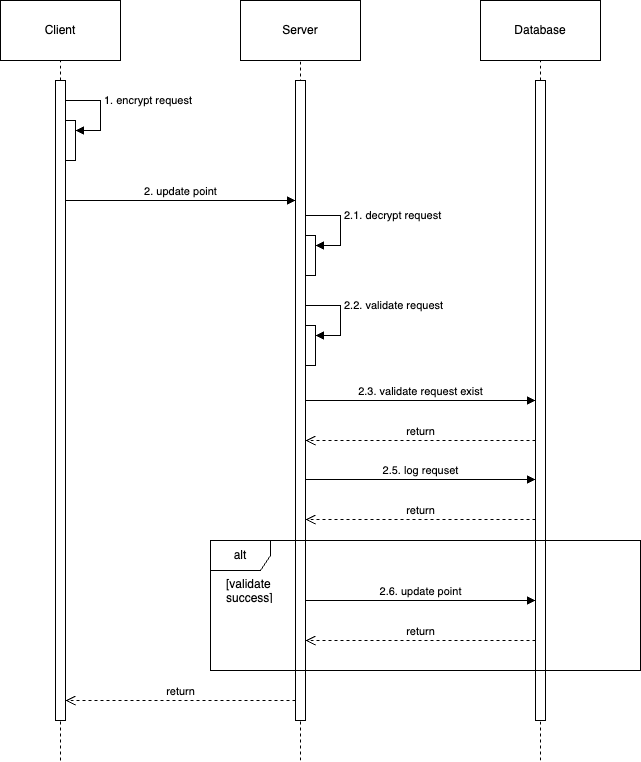 Client
Server
Database
1. encrypt request
2. update point
2.1. decrypt request
2.2. validate request
2.3. validate request exist
return
2.5. log requset
return
alt
[validate
success]
2.6. update point
return
return